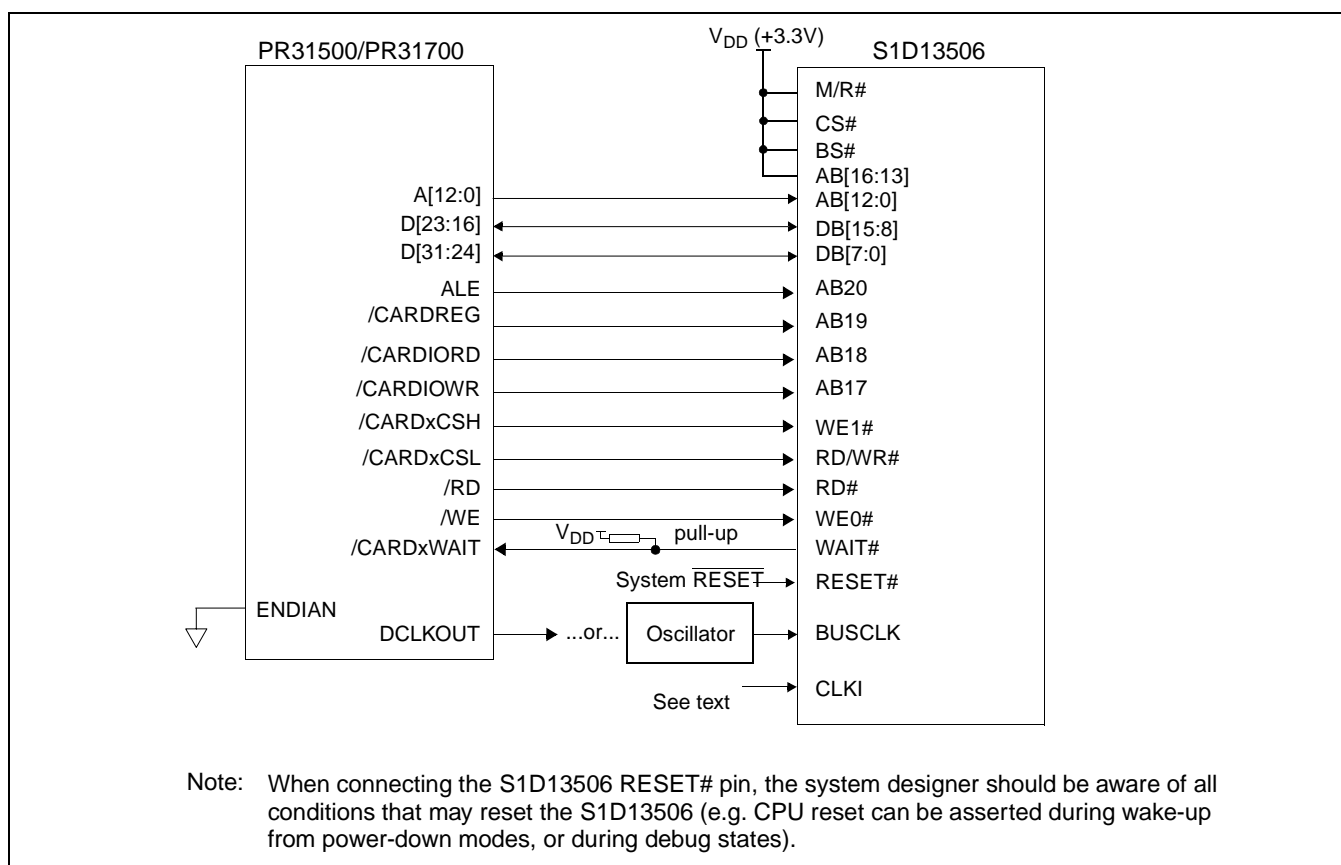 V_DD (+3.3V)
PR31500/PR31700
S1D13506
M/R#
CS#
BS#
AB[16:13]
A[12:0]
AB[12:0]
D[23:16]
DB[15:8]
D[31:24]
DB[7:0]
ALE
AB20
/CARDREG
AB19
/CARDIORD
AB18
/CARDIOWR
AB17
/CARDxCSH
WE1#
/CARDxCSL
RD/WR#
/RD
RD#
/WE
WE0#
V_DD
pull-up
/CARDxWAIT
WAIT#
System RESET
RESET#
ENDIAN
DCLKOUT
...or...
Oscillator
BUSCLK
See text
CLKI
Note: When connecting the S1D13506 RESET# pin, the system designer should be aware of all
conditions that may reset the S1D13506 (e.g. CPU reset can be asserted during wake-up
from power-down modes, or during debug states).